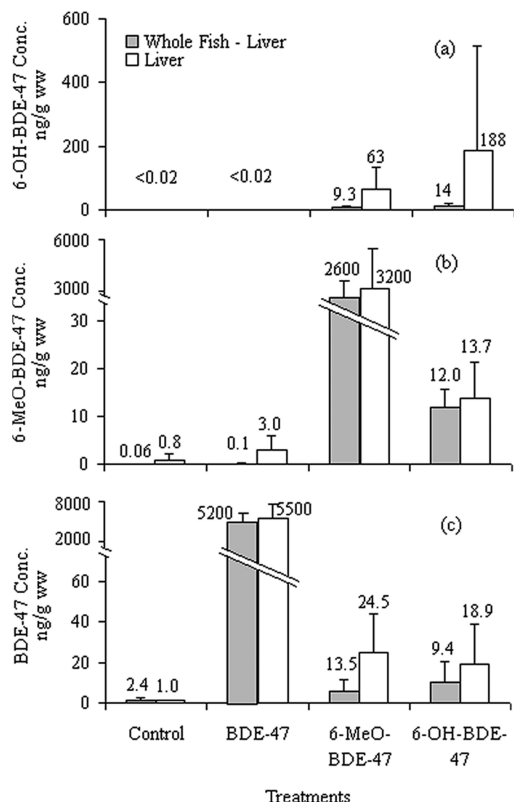 600
400
200
0
6-OH-BDE-47 Conc.
ng/g ww
Whole Fish - Liver
Liver
(a)
<0.02
<0.02
9.3
63
14
188
6000
3000
30
20
10
0
6-MeO-BDE-47 Conc.
ng/g ww
(b)
0.06
0.8
0.1
3.0
2600
3200
12.0
13.7
8000
2000
60
40
20
0
BDE-47 Conc.
ng/g ww
(c)
2.4
1.0
5200
5500
13.5
24.5
9.4
18.9
Control
BDE-47
6-MeO-
BDE-47
6-OH-BDE-
47
Treatments